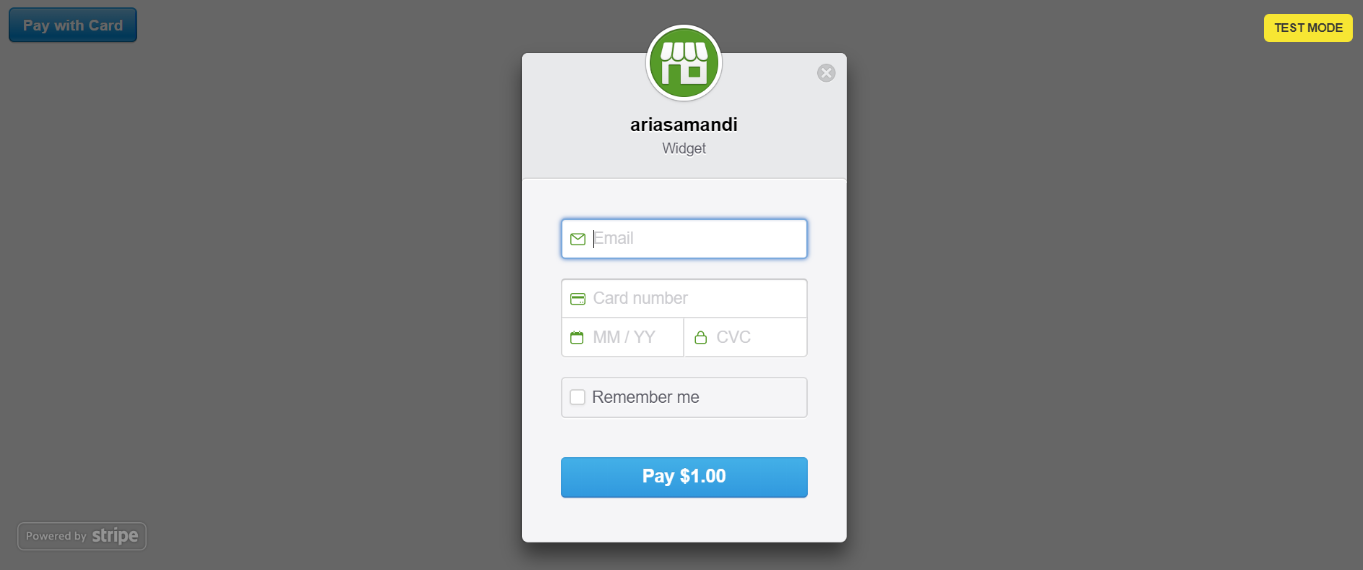 Pay with Card
TEST MODE
ariasamandi
Widget
Email
Card number
MM / YY
CVC
Remember me
Pay $1.00
Powered by stripe